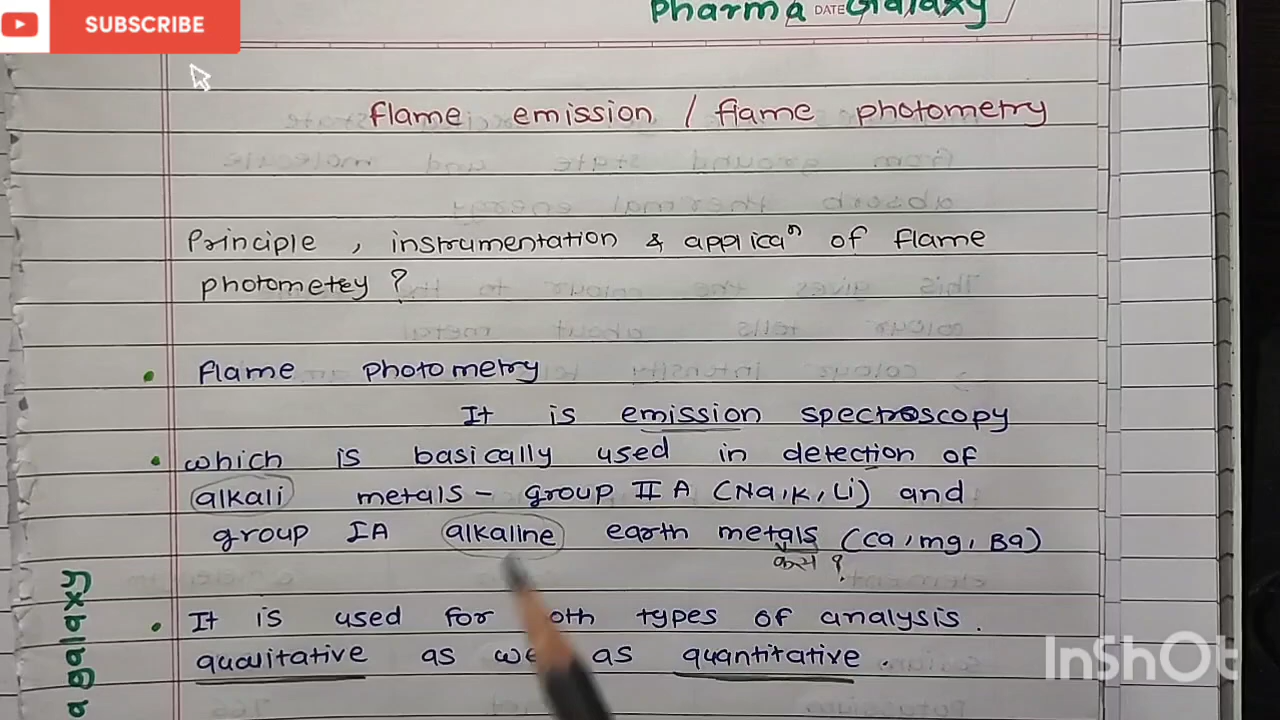 SUBSCRIBE
Pharma DATE Galaxy
flame emission / flame photometry
Principle , instrumentation & applicaⁿ of flame
photometey ?
flame photometry
It is emission spectroscopy
which is basically used in detection of
alkali metals - group II A (Na, K, Li) and
group IA alkaline earth metals (Ca, mg, Ba)
It is used for both types of analysis.
qualitative as well as quantitative.
a galaxy
InShOt